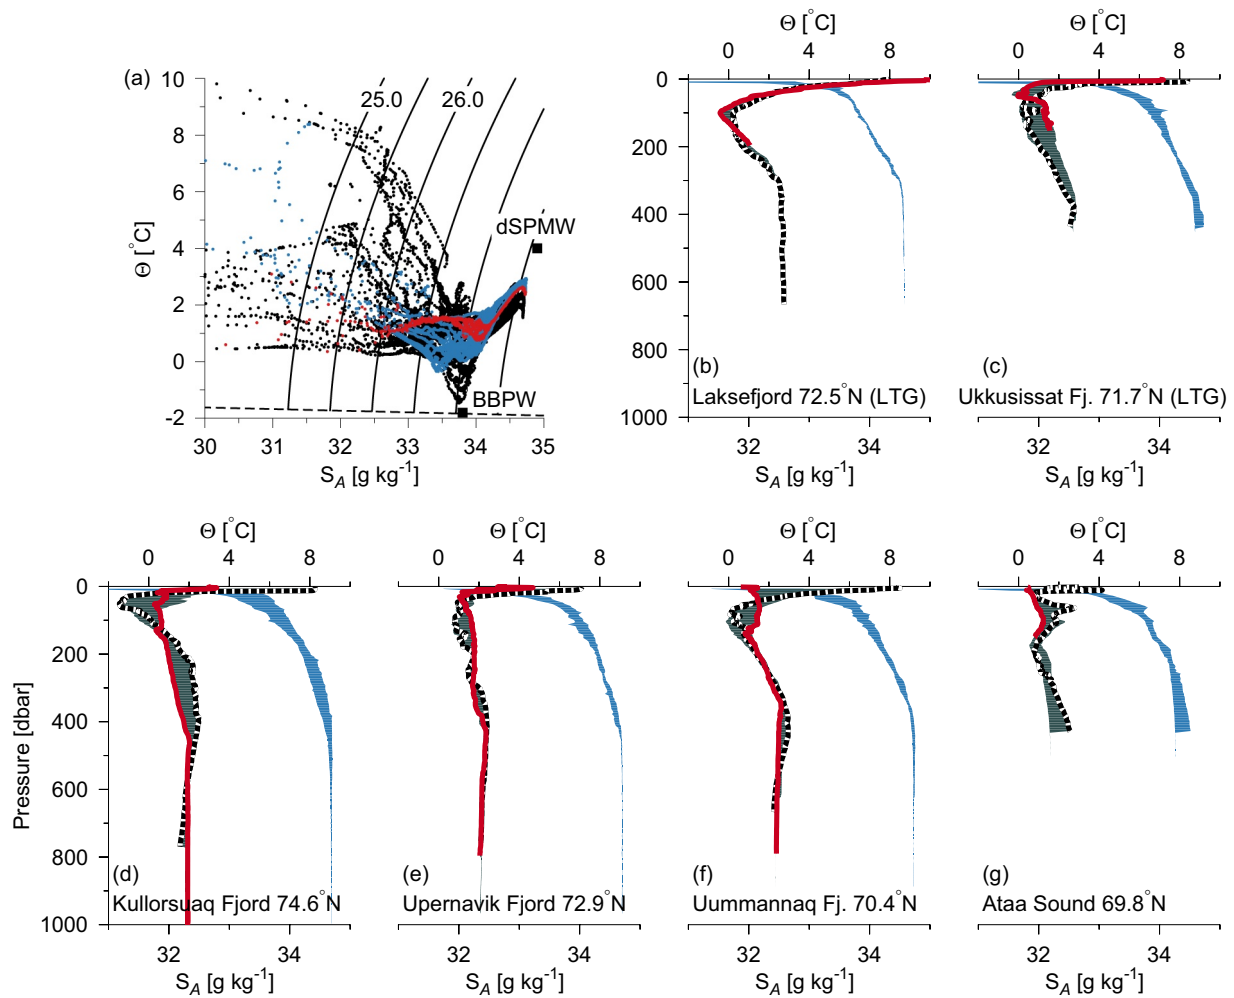 (a)
Θ [°C]
10
8
6
4
2
0
-2
25.0
26.0
dSPMW
BBPW
30 31 32 33 34 35
S_A [g kg⁻¹]
Θ [°C]
0 4 8
0
200
400
600
800
1000
(b)
Laksefjord 72.5°N (LTG)
32 34
S_A [g kg⁻¹]
Θ [°C]
0 4 8
(c)
Ukkusissat Fj. 71.7°N (LTG)
32 34
S_A [g kg⁻¹]
Θ [°C]
0 4 8
Pressure [dbar]
0
200
400
600
800
1000
(d)
Kullorsuaq Fjord 74.6°N
32 34
S_A [g kg⁻¹]
Θ [°C]
0 4 8
(e)
Upernavik Fjord 72.9°N
32 34
S_A [g kg⁻¹]
Θ [°C]
0 4 8
(f)
Uummannaq Fj. 70.4°N
32 34
S_A [g kg⁻¹]
Θ [°C]
0 4 8
(g)
Ataa Sound 69.8°N
32 34
S_A [g kg⁻¹]